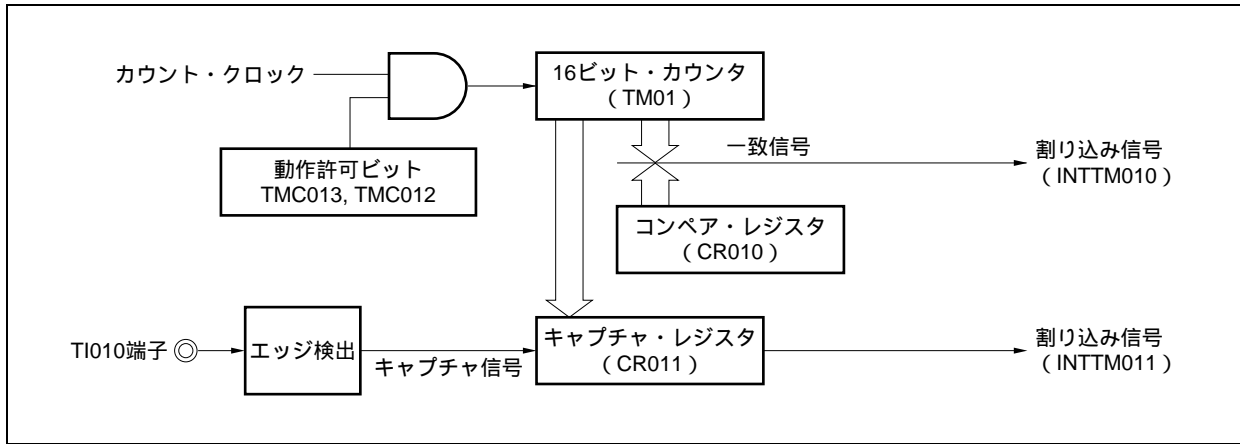 カウント・クロック
16ビット・カウンタ
（TM01）
動作許可ビット
TMC013, TMC012
一致信号
割り込み信号
（INTTM010）
コンペア・レジスタ
（CR010）
TI010端子
エッジ検出
キャプチャ信号
キャプチャ・レジスタ
（CR011）
割り込み信号
（INTTM011）